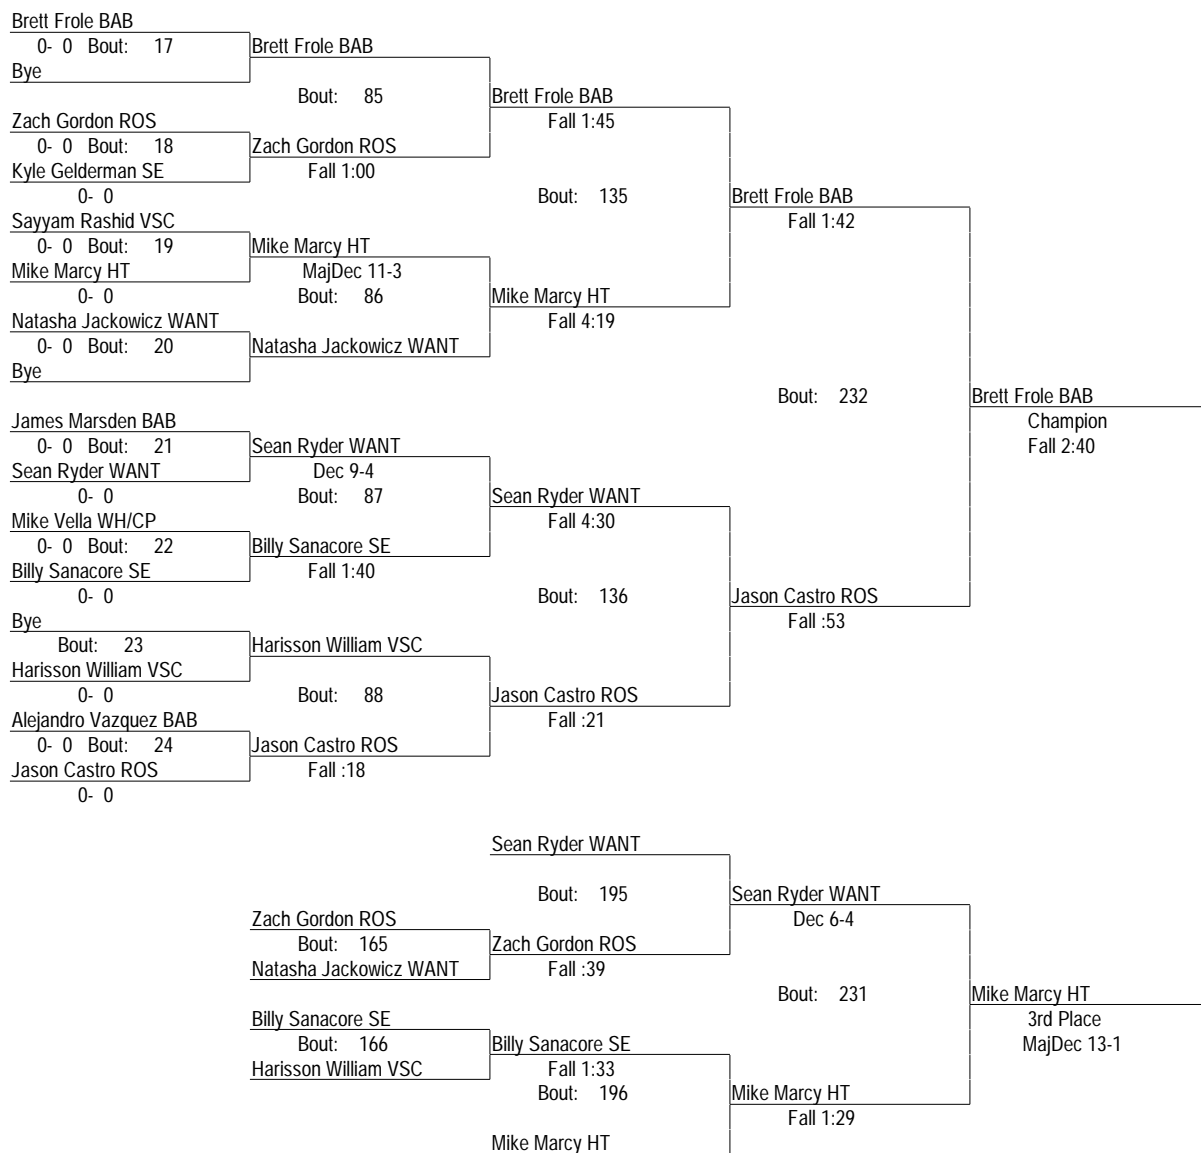 Brett Frole BAB
0- 0 Bout: 17 Brett Frole BAB
Bye
Bout: 85 Brett Frole BAB
Zach Gordon ROS Fall 1:45
0- 0 Bout: 18 Zach Gordon ROS
Kyle Gelderman SE Fall 1:00
0- 0 Bout: 135 Brett Frole BAB
Sayyam Rashid VSC Fall 1:42
0- 0 Bout: 19 Mike Marcy HT
Mike Marcy HT MajDec 11-3
0- 0 Bout: 86 Mike Marcy HT
Natasha Jackowicz WANT Fall 4:19
0- 0 Bout: 20 Natasha Jackowicz WANT
Bye
Bout: 232 Brett Frole BAB
James Marsden BAB Champion
0- 0 Bout: 21 Sean Ryder WANT Fall 2:40
Sean Ryder WANT Dec 9-4
0- 0 Bout: 87 Sean Ryder WANT
Mike Vella WH/CP Fall 4:30
0- 0 Bout: 22 Billy Sanacore SE
Billy Sanacore SE Fall 1:40
0- 0 Bout: 136 Jason Castro ROS
Bye Fall :53
Bout: 23 Harisson William VSC
Harisson William VSC
0- 0 Bout: 88 Jason Castro ROS
Alejandro Vazquez BAB Fall :21
0- 0 Bout: 24 Jason Castro ROS
Jason Castro ROS Fall :18
0- 0
Sean Ryder WANT
Bout: 195 Sean Ryder WANT
Zach Gordon ROS Dec 6-4
Bout: 165 Zach Gordon ROS
Natasha Jackowicz WANT Fall :39
Bout: 231 Mike Marcy HT
Billy Sanacore SE 3rd Place
Bout: 166 Billy Sanacore SE MajDec 13-1
Harisson William VSC Fall 1:33
Bout: 196 Mike Marcy HT
Fall 1:29
Mike Marcy HT